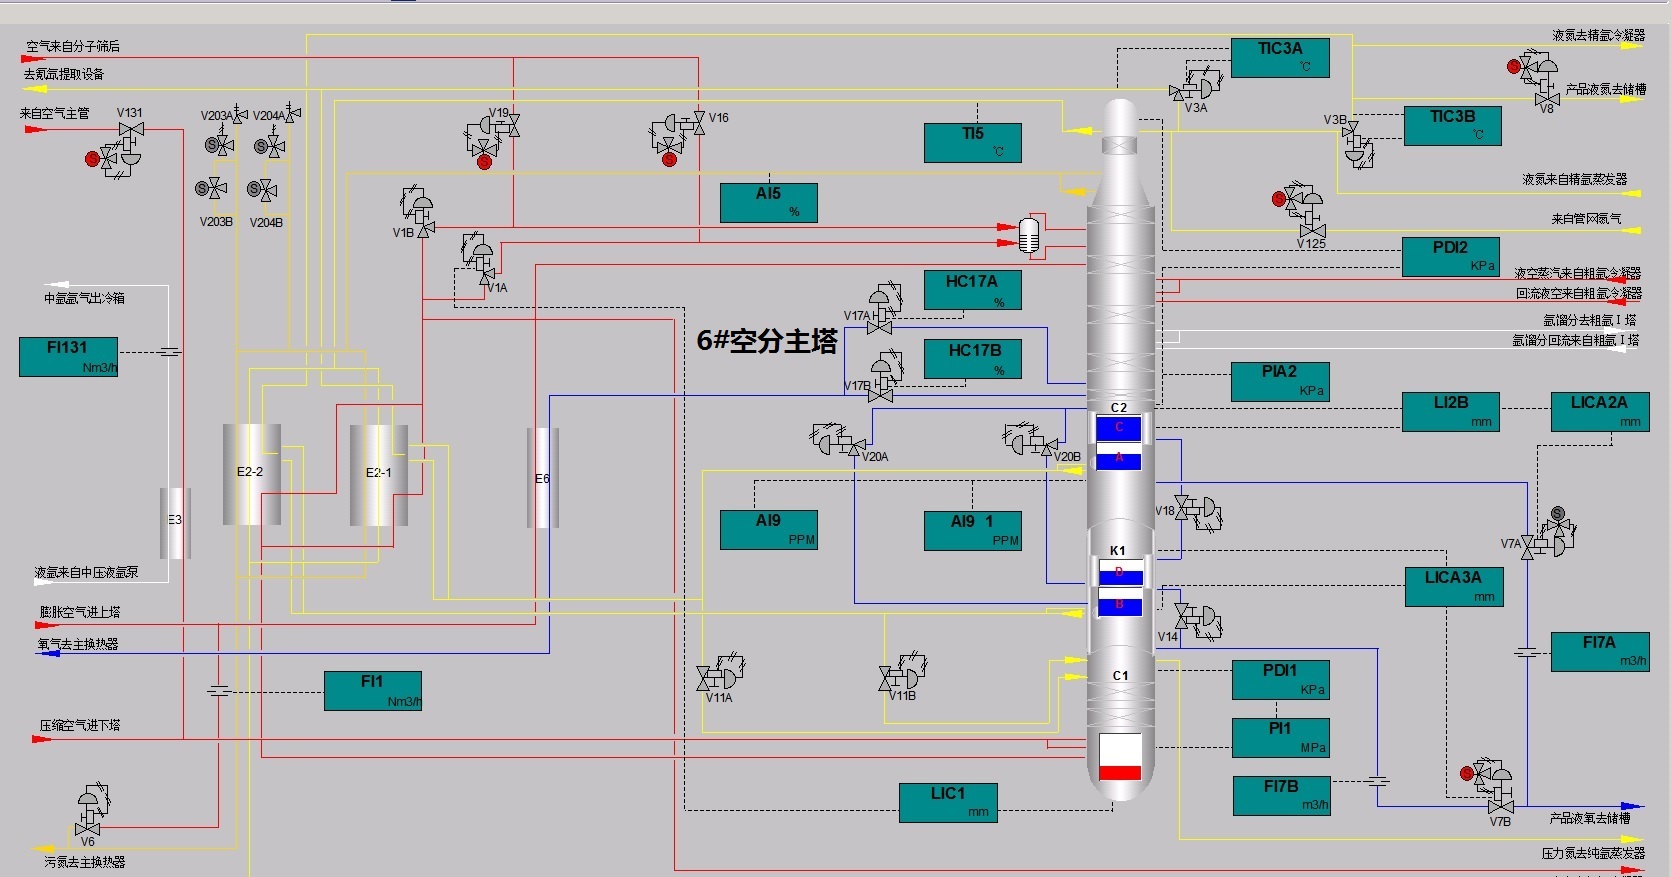 空气来自分子筛后
去氪氙提取设备
来自空气主管
V131
V203A
V204A
V203B
V204B
V19
V16
V1B
V1A
TIC3A
℃
V3A
液氮去精氩冷凝器
产品液氮去储槽
V8
V3B
TIC3B
℃
TI5
℃
AI5
%
液氮来自精氩蒸发器
来自管网氮气
V125
PDI2
KPa
液空蒸汽来自粗氩冷凝器
回流液空来自粗氩冷凝器
氩馏分去粗氩Ⅰ塔
氩馏分回流来自粗氩Ⅰ塔
中氩氩气出冷箱
FI131
Nm3/h
6#空分主塔
HC17A
%
V17A
HC17B
%
V17B
PIA2
KPa
LI2B
mm
LICA2A
mm
C2
C
A
V20A
V20B
E2-2
E2-1
E6
E3
AI9
PPM
AI9 1
PPM
V18
V7A
K1
D
B
LICA3A
mm
V14
FI7A
m3/h
液氩来自中压液氩泵
膨胀空气进上塔
氧气去主换热器
FI1
Nm3/h
V11A
V11B
C1
PDI1
KPa
PI1
MPa
FI7B
m3/h
压缩空气进下塔
LIC1
mm
V7B
产品液氧去储槽
V6
污氮去主换热器
压力氮去纯氩蒸发器
S
S
S
S
S
S
S
S
S
S
S